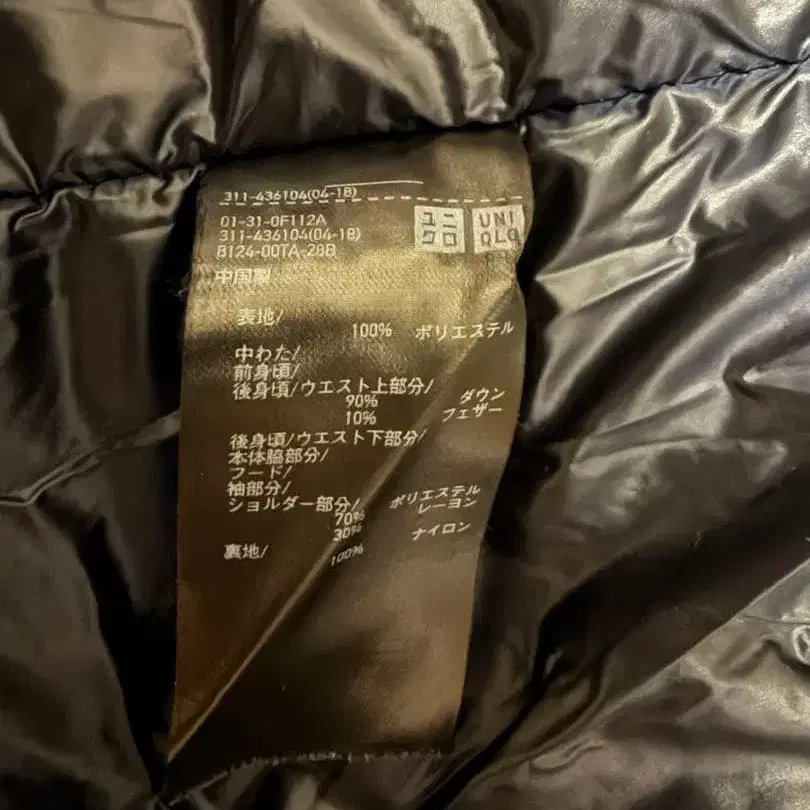 311-436104(04-18)
01-31-0F112A
311-436104(04-18)
8124-00TA-28B
ユニ
クロ
UNI
QLO
中国製
表地/
100% ポリエステル
中わた/
前身頃/
後身頃/ウエスト上部分/
90% ダウン
10% フェザー
後身頃/ウエスト下部分/
本体脇部分/
フード/
袖部分/
ショルダー部分/
70% ポリエステル
30% レーヨン
裏地/
100% ナイロン